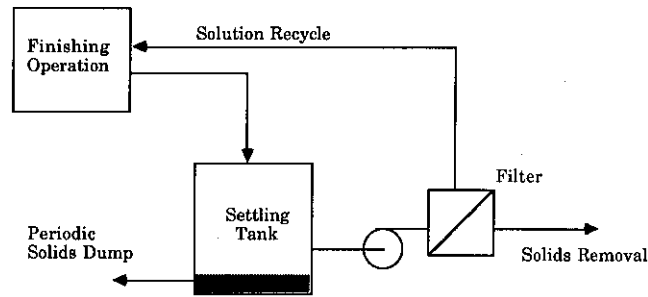 Finishing
Operation
Solution Recycle
Settling
Tank
Filter
Periodic
Solids Dump
Solids Removal